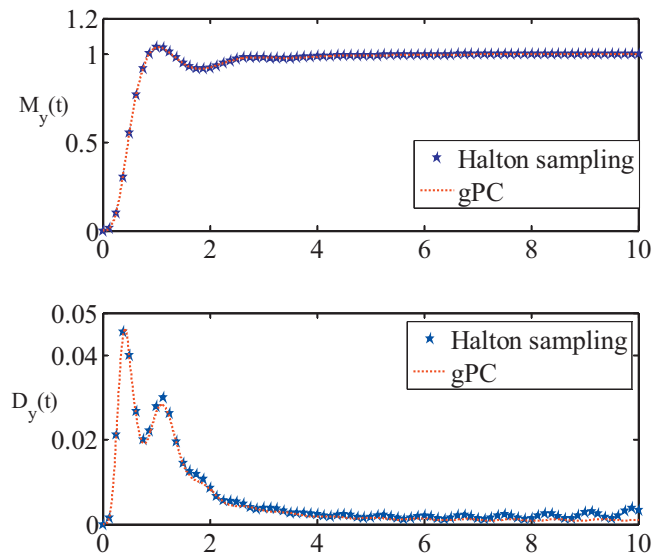 1.2
1
M_y(t)
0.5
Halton sampling
gPC
0
0 2 4 6 8 10
0.05
Halton sampling
0.04
gPC
D_y(t)
0.02
0
0 2 4 6 8 10